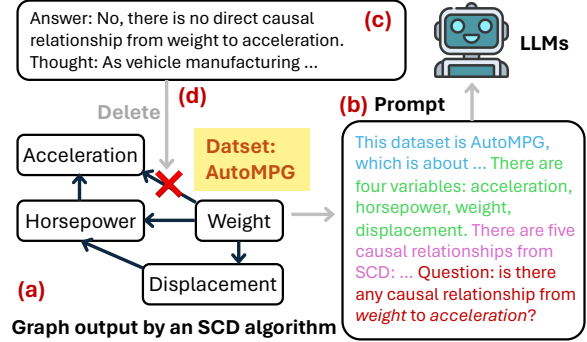 Answer: No, there is no direct causal
relationship from weight to acceleration.
Thought: As vehicle manufacturing ...
(c)
LLMs
(d)
Delete
(b) Prompt
Datset:
AutoMPG
Acceleration
Horsepower
Weight
Displacement
(a)
Graph output by an SCD algorithm
This dataset is AutoMPG,
which is about ... There are
four variables: acceleration,
horsepower, weight,
displacement. There are five
causal relationships from
SCD: ... Question: is there
any causal relationship from
weight to acceleration?